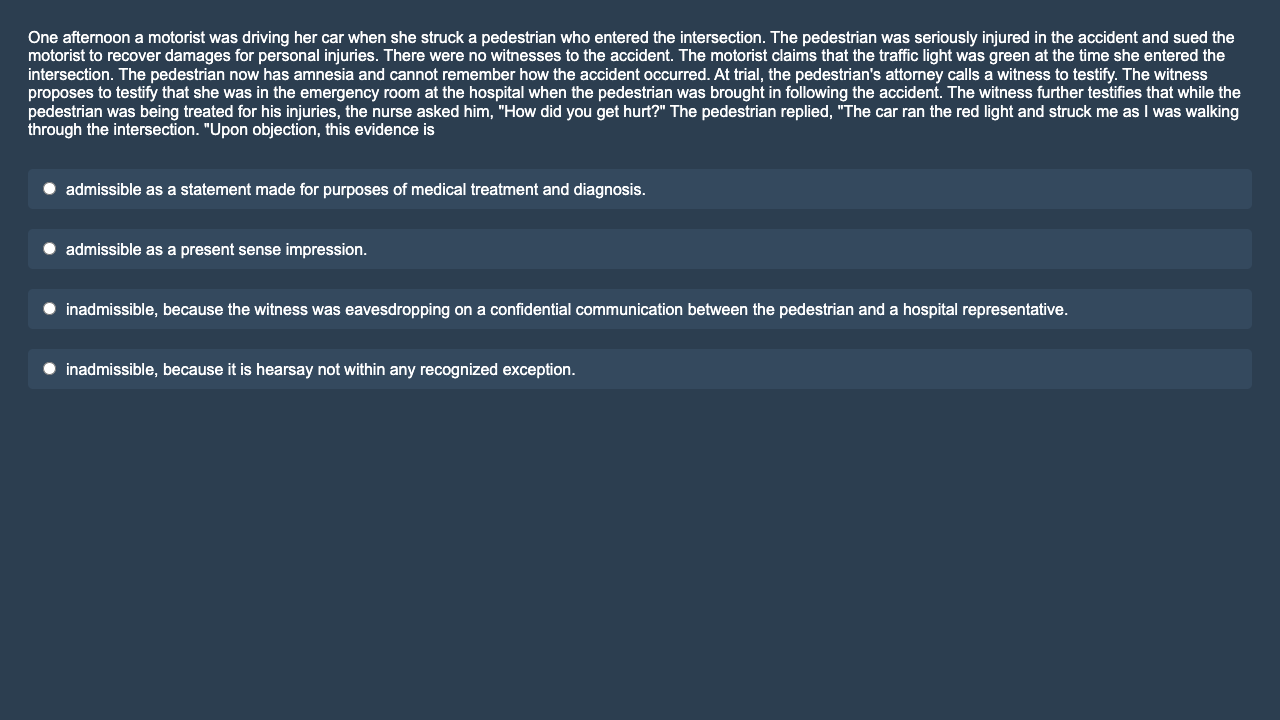 One afternoon a motorist was driving her car when she struck a pedestrian who entered the intersection. The pedestrian was seriously injured in the accident and sued the
motorist to recover damages for personal injuries. There were no witnesses to the accident. The motorist claims that the traffic light was green at the time she entered the
intersection. The pedestrian now has amnesia and cannot remember how the accident occurred. At trial, the pedestrian's attorney calls a witness to testify. The witness
proposes to testify that she was in the emergency room at the hospital when the pedestrian was brought in following the accident. The witness further testifies that while the
pedestrian was being treated for his injuries, the nurse asked him, "How did you get hurt?" The pedestrian replied, "The car ran the red light and struck me as I was walking
through the intersection. "Upon objection, this evidence is
admissible as a statement made for purposes of medical treatment and diagnosis.
admissible as a present sense impression.
inadmissible, because the witness was eavesdropping on a confidential communication between the pedestrian and a hospital representative.
inadmissible, because it is hearsay not within any recognized exception.